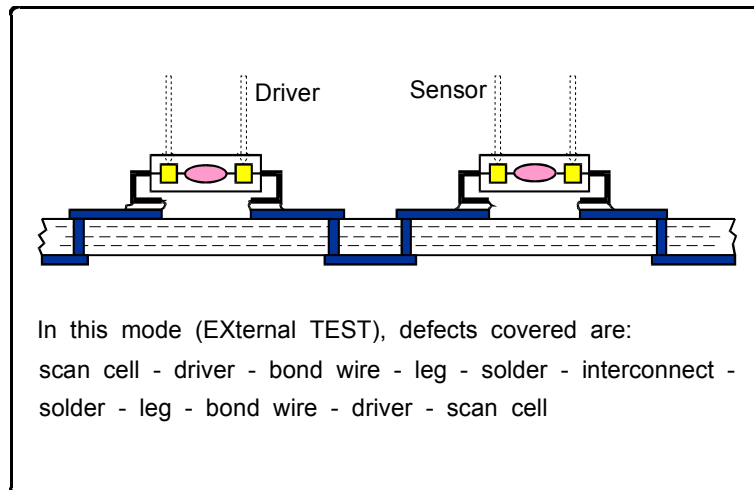 Driver
Sensor
In this mode (EXternal TEST), defects covered are:
scan cell - driver - bond wire - leg - solder - interconnect -
solder - leg - bond wire - driver - scan cell